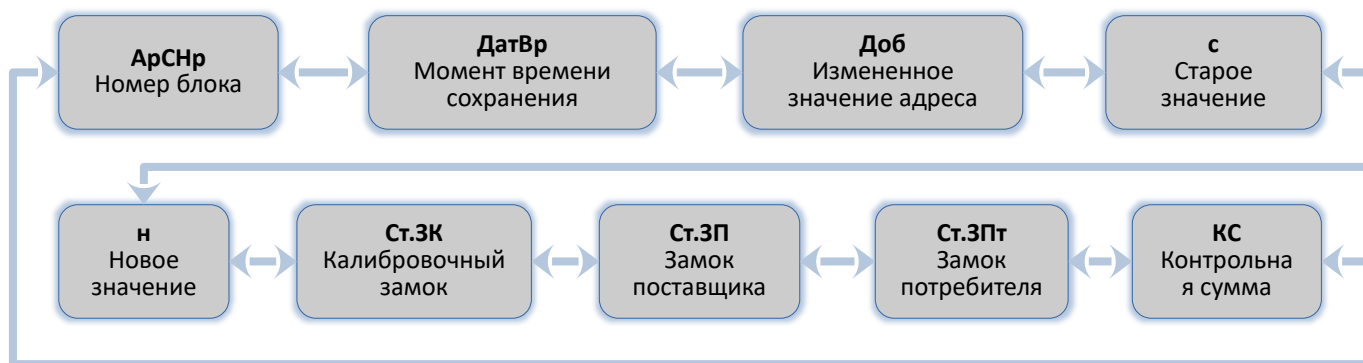 АрСНр
Номер блока
ДатВр
Момент времени
сохранения
Доб
Измененное
значение адреса
с
Старое
значение
н
Новое
значение
Ст.ЗК
Калибровочный
замок
Ст.ЗП
Замок
поставщика
Ст.ЗПт
Замок
потребителя
КС
Контрольна
я сумма